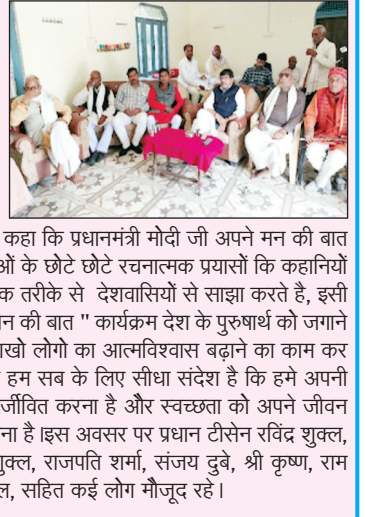 कहा कि प्रधानमंत्री मोदी जी अपने मन की बात
ओं के छोटे छोटे रचनात्मक प्रयासों कि कहानियों
क तरीके से देशवासियों से साझा करते है, इसी
न की बात " कार्यक्रम देश के पुरुषार्थ को जगाने
ाखो लोगो का आत्मविश्वास बढ़ाने का काम कर
हम सब के लिए सीधा संदेश है कि हमे अपनी
र्जीवित करना है और स्वच्छता को अपने जीवन
ना है।इस अवसर पर प्रधान टीसेन रविंद्र शुक्ल,
ुक्ल, राजपति शर्मा, संजय दुबे, श्री कृष्ण, राम
ल, सहित कई लोग मौजूद रहे।